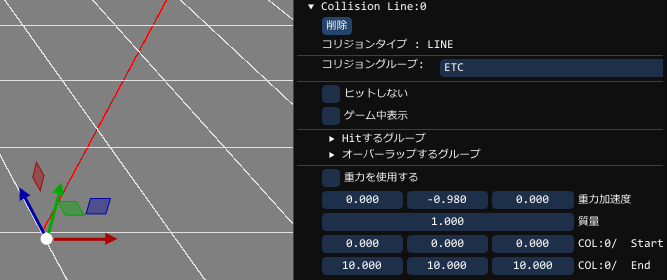 ▼ Collision Line:0
削除
コリジョンタイプ : LINE
コリジョングループ: ETC
ヒットしない
ゲーム中表示
▶ Hitするグループ
▶ オーバーラップするグループ
重力を使用する
0.000 -0.980 0.000 重力加速度
1.000 質量
0.000 0.000 0.000 COL:0/ Start
10.000 10.000 10.000 COL:0/ End